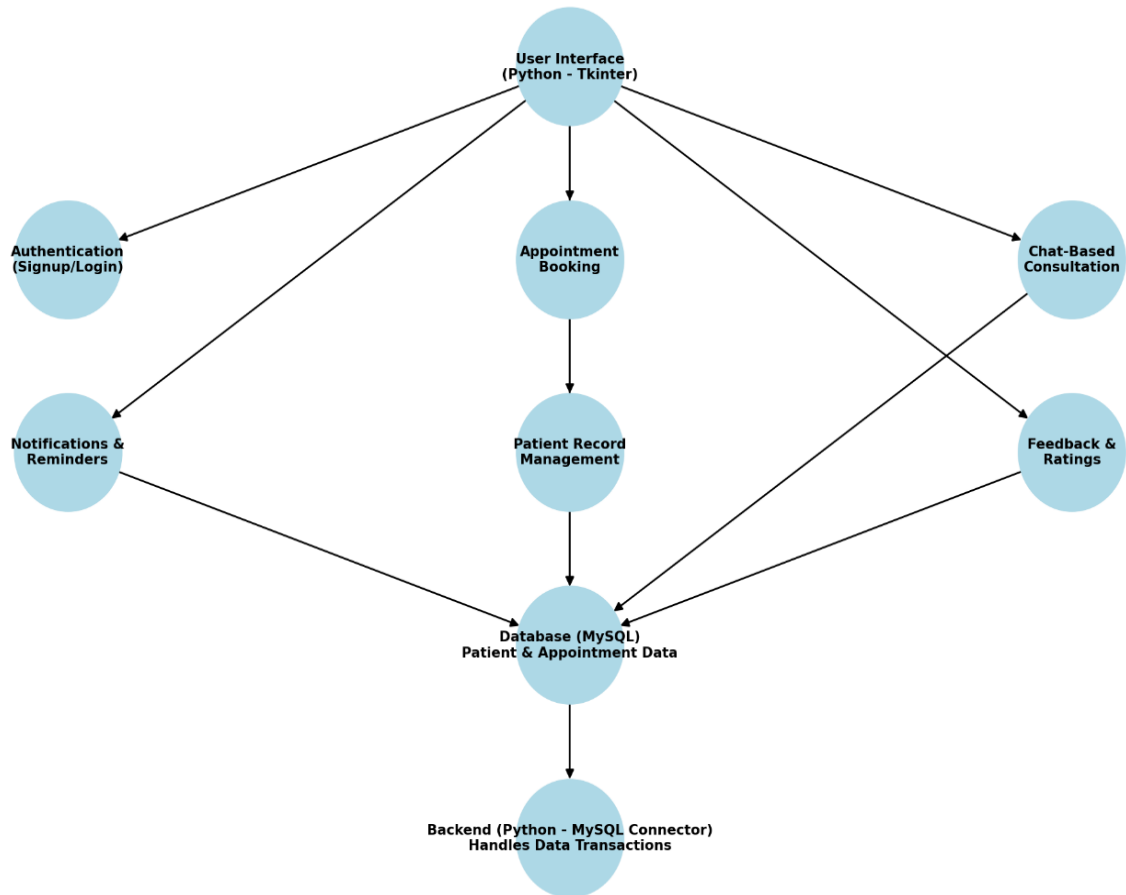 User Interface
(Python - Tkinter)
Authentication
(Signup/Login)
Appointment
Booking
Chat-Based
Consultation
Notifications &
Reminders
Patient Record
Management
Feedback &
Ratings
Database (MySQL)
Patient & Appointment Data
Backend (Python - MySQL Connector)
Handles Data Transactions